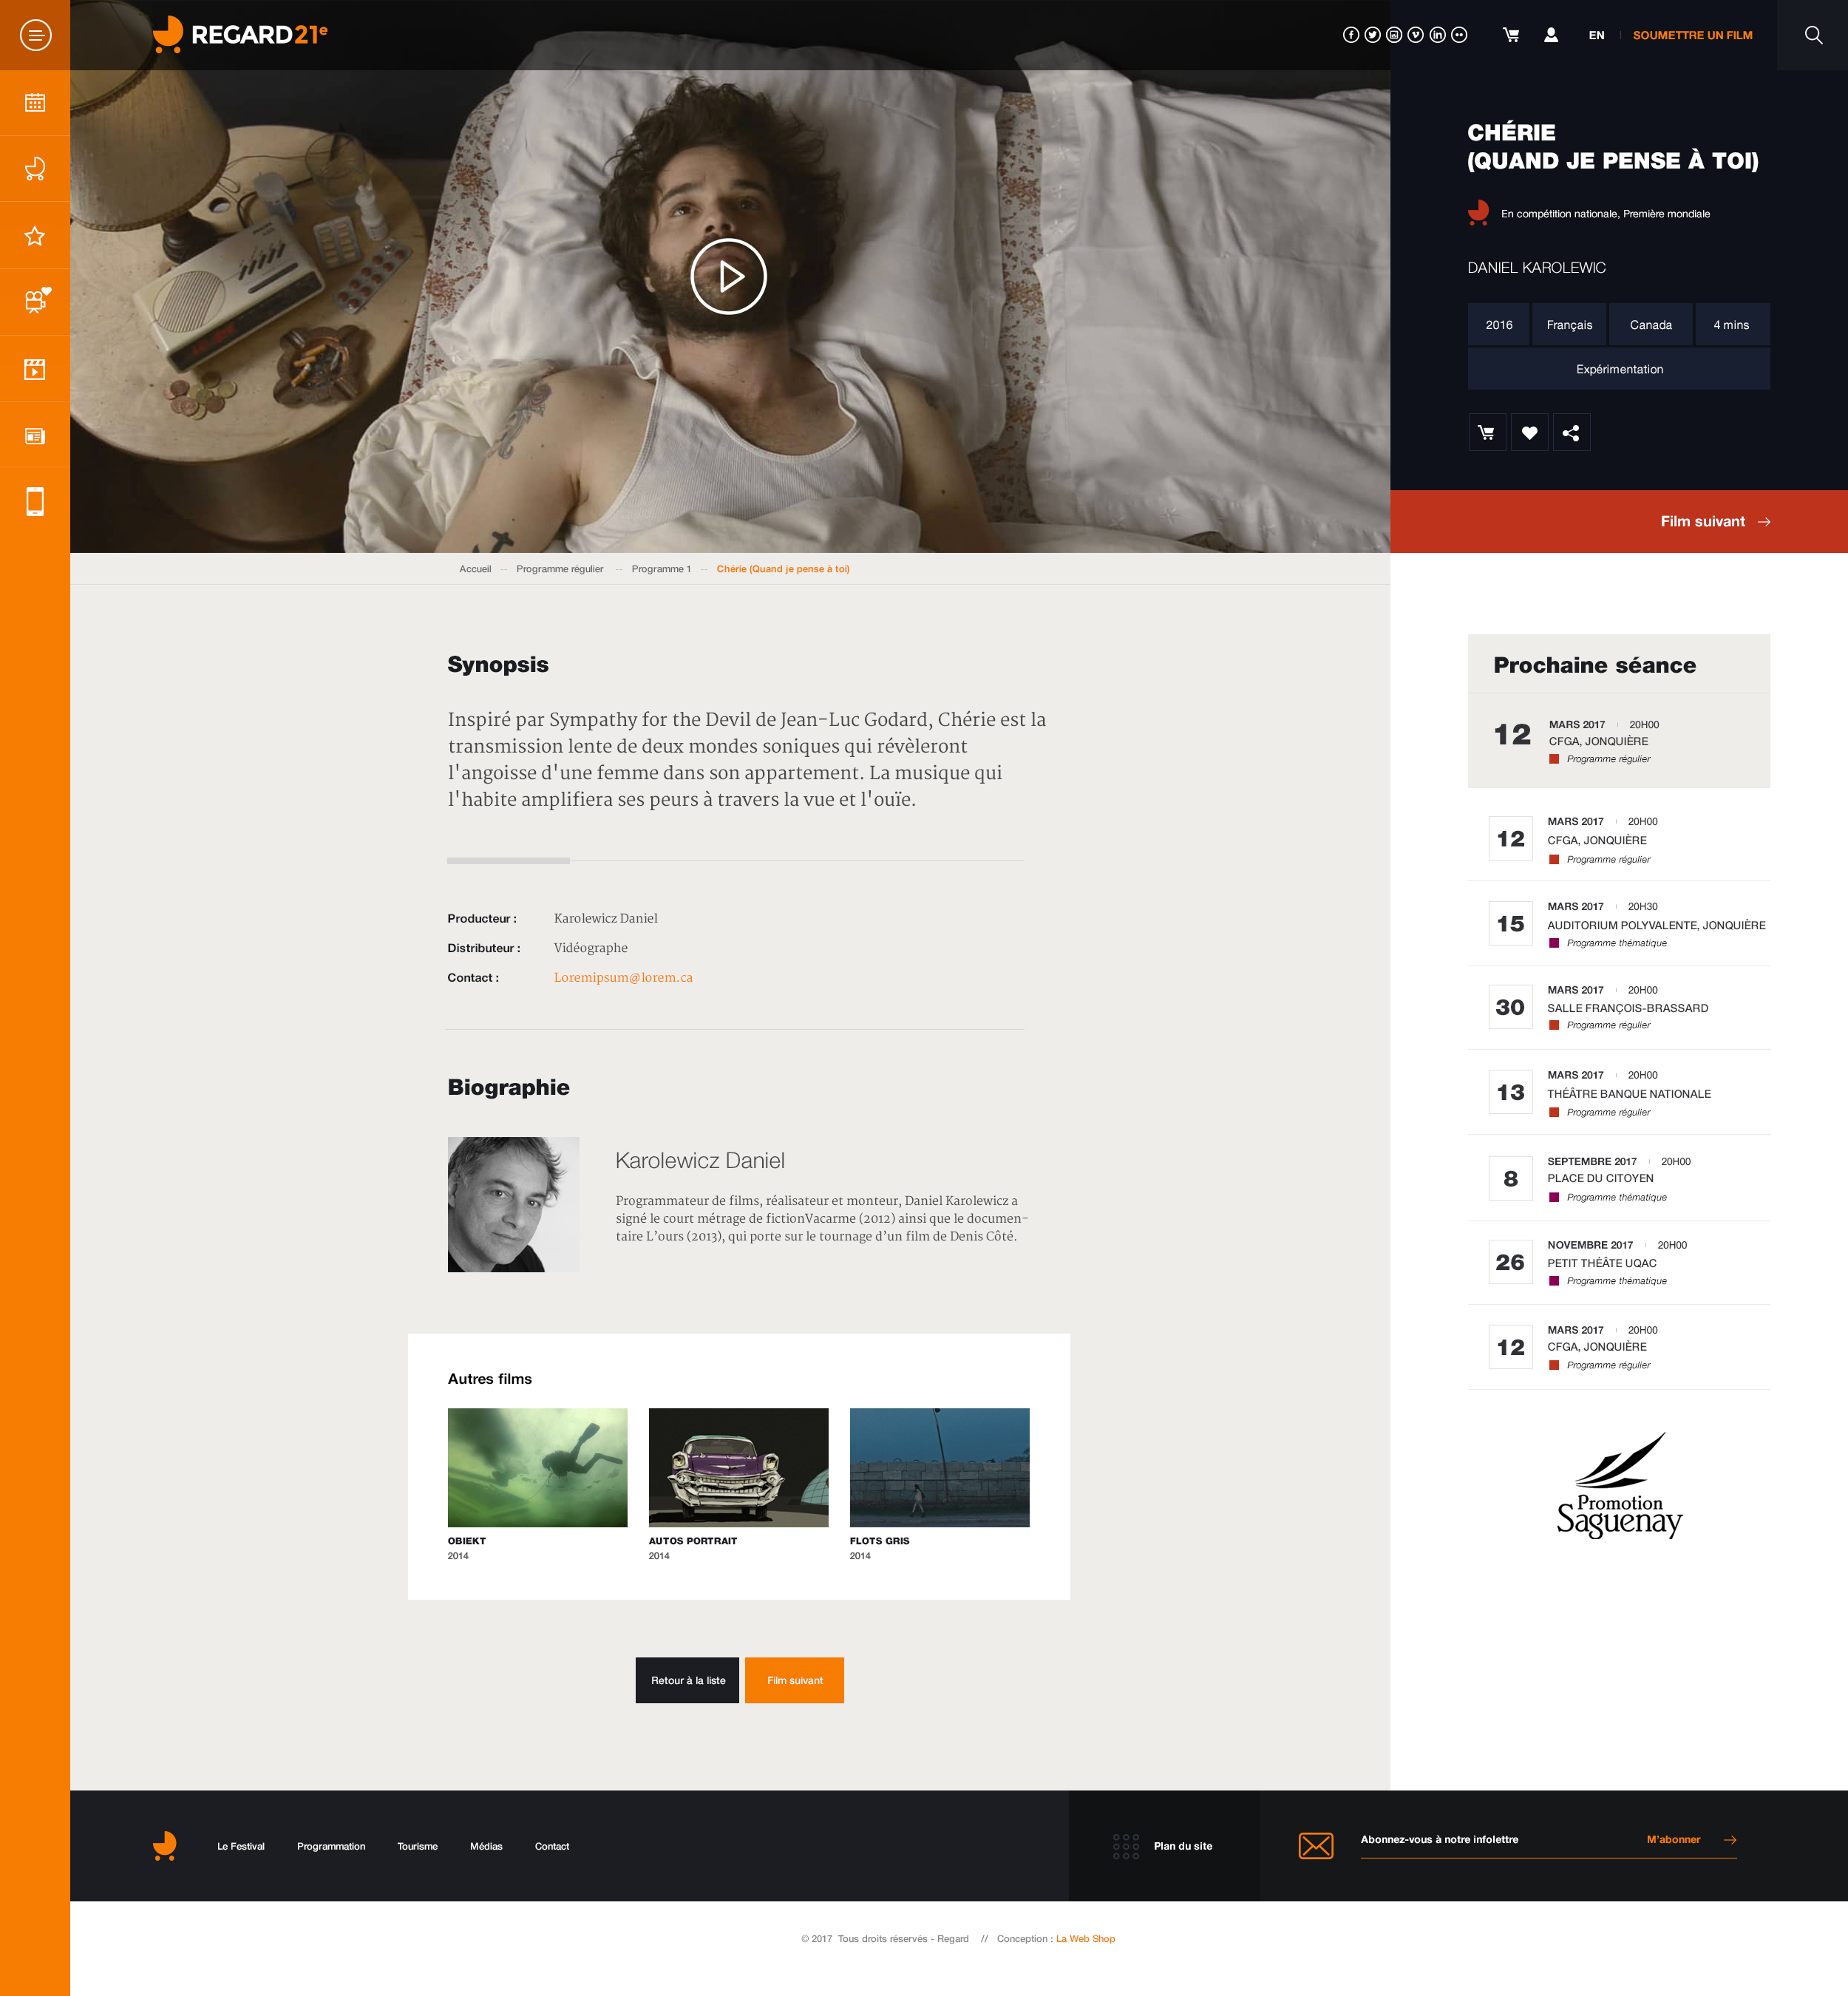 REGARD21e
EN
SOUMETTRE UN FILM
CHÉRIE
(QUAND JE PENSE À TOI)
En compétition nationale, Première mondiale
DANIEL KAROLEWIC
2016 Français Canada 4 mins
Expérimentation
Film suivant
Accueil -- Programme régulier -- Programme 1 -- Chérie (Quand je pense à toi)
Synopsis
Inspiré par Sympathy for the Devil de Jean-Luc Godard, Chérie est la
transmission lente de deux mondes soniques qui révèleront
l'angoisse d'une femme dans son appartement. La musique qui
l'habite amplifiera ses peurs à travers la vue et l'ouïe.
Producteur : Karolewicz Daniel
Distributeur : Vidéographe
Contact : Loremipsum@lorem.ca
Biographie
Karolewicz Daniel
Programmateur de films, réalisateur et monteur, Daniel Karolewicz a
signé le court métrage de fictionVacarme (2012) ainsi que le documen-
taire L’ours (2013), qui porte sur le tournage d’un film de Denis Côté.
Autres films
OBIEKT
2014
AUTOS PORTRAIT
2014
FLOTS GRIS
2014
Retour à la liste
Film suivant
Prochaine séance
12
MARS 2017 20H00
CFGA, JONQUIÈRE
Programme régulier
12
MARS 2017 20H00
CFGA, JONQUIÈRE
Programme régulier
15
MARS 2017 20H30
AUDITORIUM POLYVALENTE, JONQUIÈRE
Programme thématique
30
MARS 2017 20H00
SALLE FRANÇOIS-BRASSARD
Programme régulier
13
MARS 2017 20H00
THÉÂTRE BANQUE NATIONALE
Programme régulier
8
SEPTEMBRE 2017 20H00
PLACE DU CITOYEN
Programme thématique
26
NOVEMBRE 2017 20H00
PETIT THÉÂTE UQAC
Programme thématique
12
MARS 2017 20H00
CFGA, JONQUIÈRE
Programme régulier
Promotion
Saguenay
Le Festival Programmation Tourisme Médias Contact
Plan du site
Abonnez-vous à notre infolettre
M'abonner
© 2017 Tous droits réservés - Regard // Conception : La Web Shop